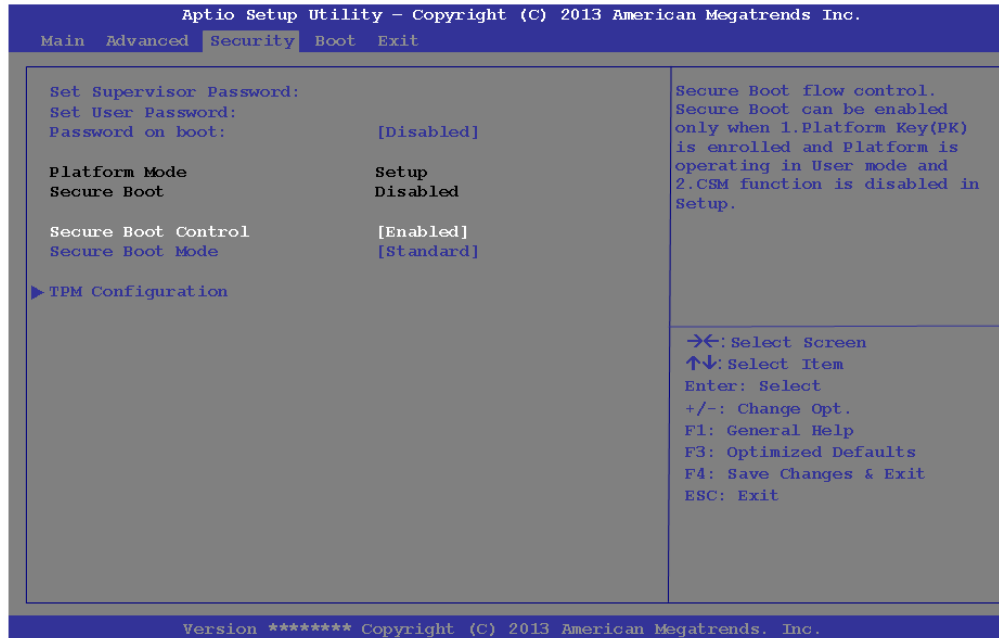 Aptio Setup Utility – Copyright (C) 2013 American Megatrends Inc.
Main Advanced Security Boot Exit
Set Supervisor Password:
Set User Password:
Password on boot: [Disabled]
Platform Mode Setup
Secure Boot Disabled
Secure Boot Control [Enabled]
Secure Boot Mode [Standard]
▶TPM Configuration
Secure Boot flow control.
Secure Boot can be enabled
only when 1.Platform Key(PK)
is enrolled and Platform is
operating in User mode and
2.CSM function is disabled in
Setup.
→←:Select Screen
↑↓:Select Item
Enter: Select
+/-: Change Opt.
F1: General Help
F3: Optimized Defaults
F4: Save Changes & Exit
ESC: Exit
Version ******** Copyright (C) 2013 American Megatrends. Inc.